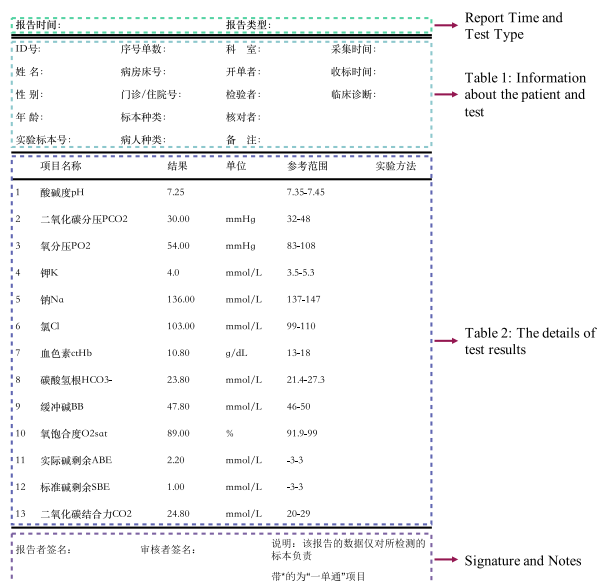 报告时间: 报告类型:
Report Time and
Test Type
ID号: 序号单数: 科 室: 采集时间:
姓 名: 病房床号: 开单者: 收标时间:
性 别: 门诊/住院号: 检验者: 临床诊断:
年 龄: 标本种类: 核对者:
实验标本号: 病人种类: 备 注:
Table 1: Information
about the patient and
test
项目名称 结果 单位 参考范围 实验方法
1 酸碱度pH 7.25 7.35-7.45
2 二氧化碳分压PCO2 30.00 mmHg 32-48
3 氧分压PO2 54.00 mmHg 83-108
4 钾K 4.0 mmol/L 3.5-5.3
5 钠Na 136.00 mmol/L 137-147
6 氯Cl 103.00 mmol/L 99-110
7 血色素ctHb 10.80 g/dL 13-18
8 碳酸氢根HCO3- 23.80 mmol/L 21.4-27.3
9 缓冲碱BB 47.80 mmol/L 46-50
10 氧饱合度O2sat 89.00 % 91.9-99
11 实际碱剩余ABE 2.20 mmol/L -3-3
12 标准碱剩余SBE 1.00 mmol/L -3-3
13 二氧化碳结合力CO2 24.80 mmol/L 20-29
Table 2: The details of
test results
报告者签名: 审核者签名: 说明: 该报告的数据仅对所检测的
标本负责
带"的为"一单通"项目
Signature and Notes